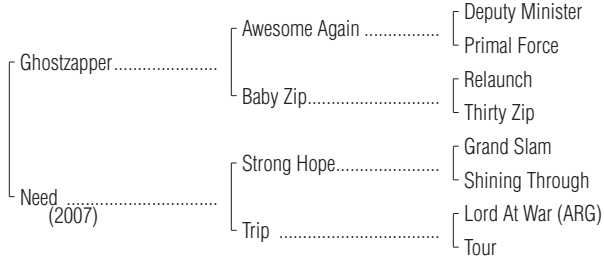 Deputy Minister
Awesome Again ................
Primal Force
Ghostzapper......................
Relaunch
Baby Zip............................
Thirty Zip
Grand Slam
Strong Hope......................
Shining Through
Need ................................
(2007)
Lord At War (ARG)
Trip ..................................
Tour